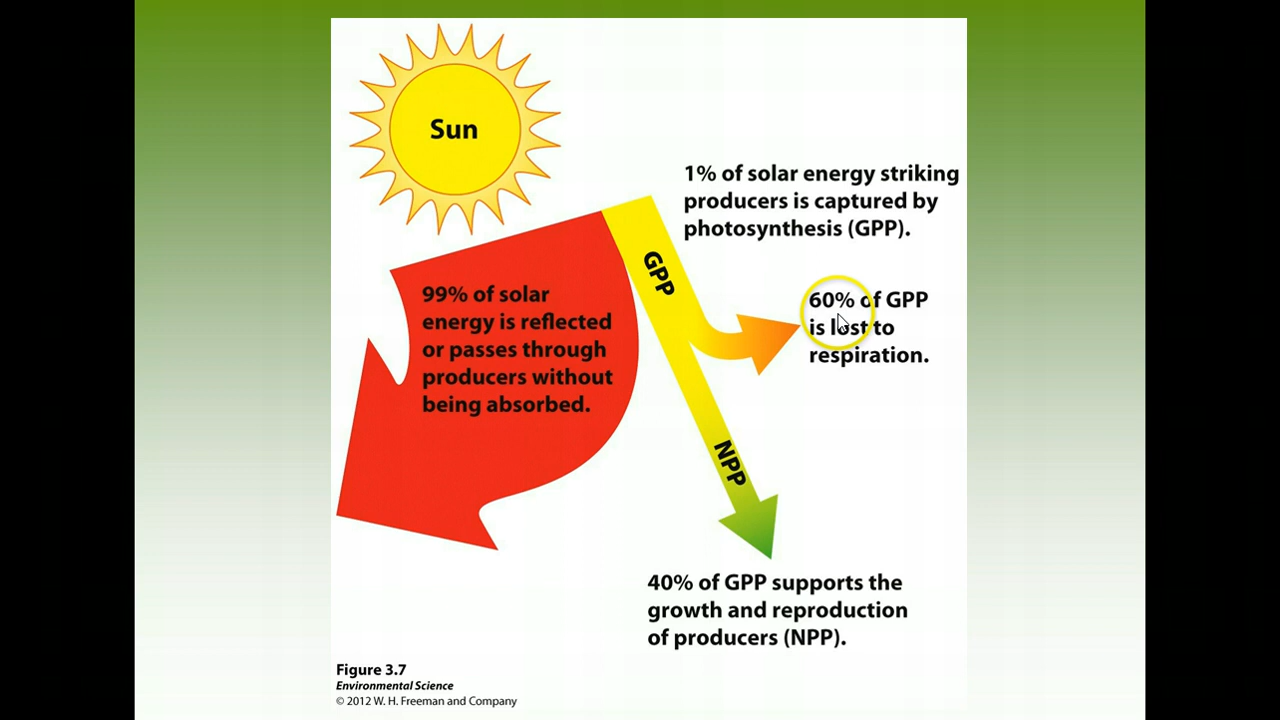 Sun
1% of solar energy striking
producers is captured by
photosynthesis (GPP).
GPP
99% of solar
energy is reflected
or passes through
producers without
being absorbed.
60% of GPP
is lost to
respiration.
NPP
40% of GPP supports the
growth and reproduction
of producers (NPP).
Figure 3.7
Environmental Science
© 2012 W. H. Freeman and Company